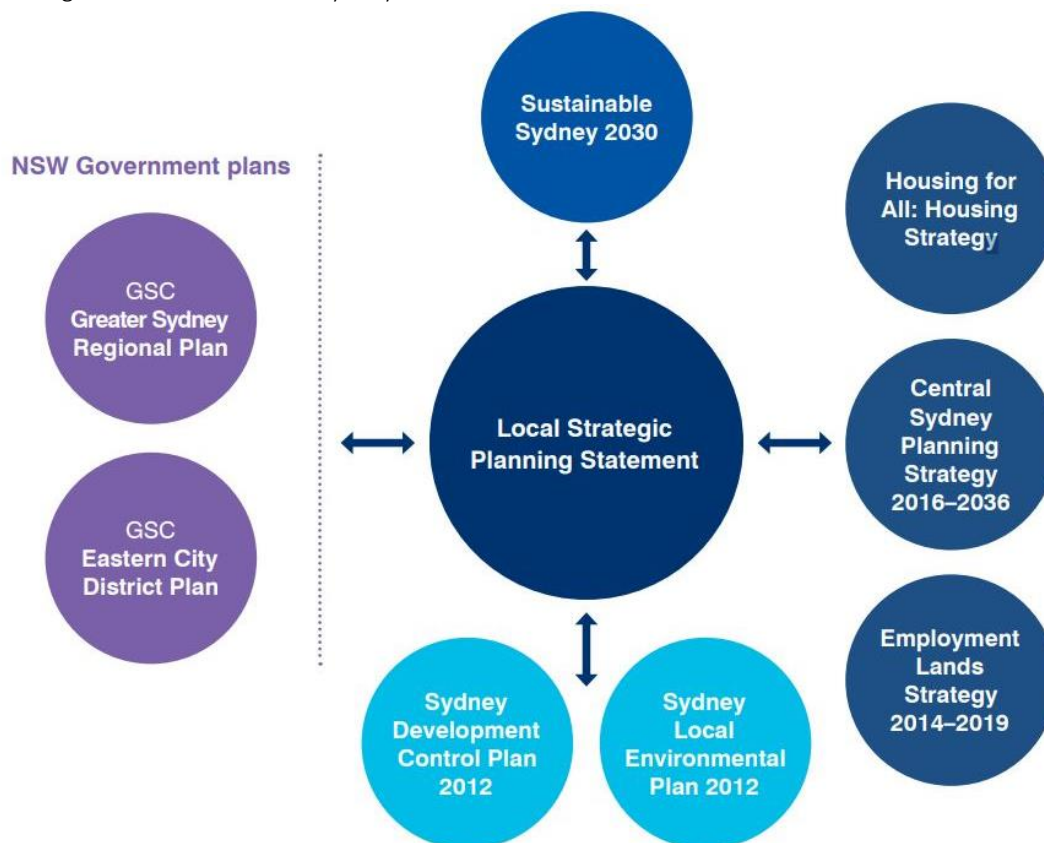 Sustainable
Sydney 2030
NSW Government plans
GSC
Greater Sydney
Regional Plan
GSC
Eastern City
District Plan
Local Strategic
Planning Statement
Housing for
All: Housing
Strategy
Central
Sydney
Planning
Strategy
2016–2036
Employment
Lands
Strategy
2014–2019
Sydney
Development
Control Plan
2012
Sydney
Local
Environmental
Plan 2012